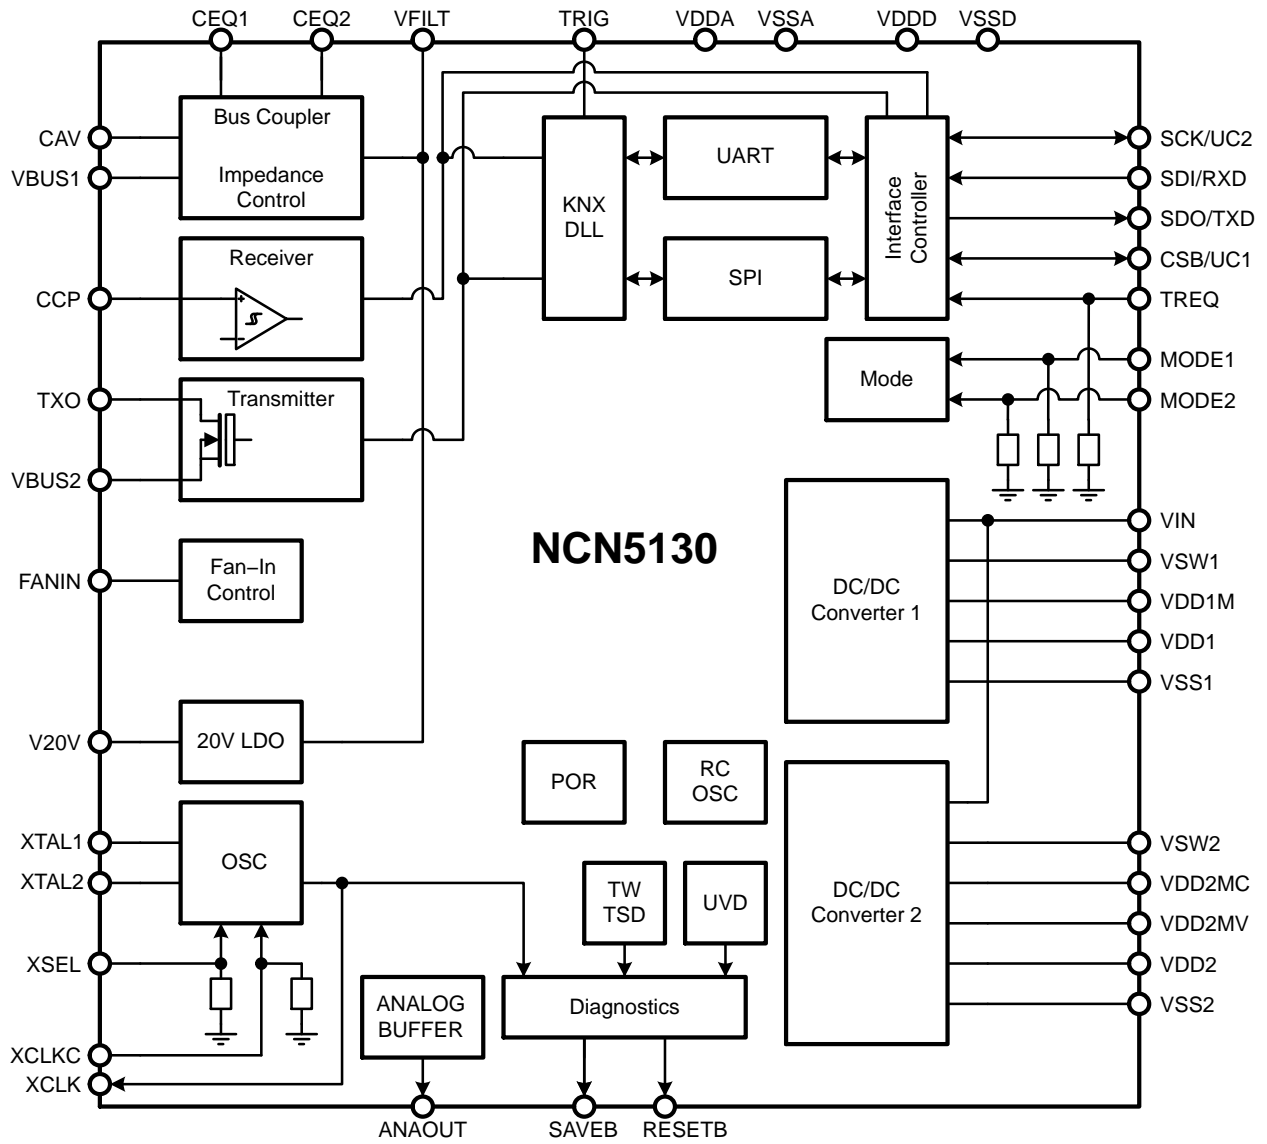 CEQ1 CEQ2 VFILT TRIG VDDA VSSA VDDD VSSD
Bus Coupler
Impedance
Control
CAV
VBUS1
Receiver
+
CCP
Transmitter
TXO
VBUS2
Fan−In
Control
FANIN
20V LDO
V20V
OSC
XTAL1
XTAL2
XSEL
XCLKC
XCLK
KNX
DLL
UART
SPI
Interface
Controller
SCK/UC2
SDI/RXD
SDO/TXD
CSB/UC1
TREQ
Mode
MODE1
MODE2
NCN5130
DC/DC
Converter 1
VIN
VSW1
VDD1M
VDD1
VSS1
POR
RC
OSC
TW
TSD
UVD
DC/DC
Converter 2
VSW2
VDD2MC
VDD2MV
VDD2
VSS2
ANALOG
BUFFER
Diagnostics
ANAOUT SAVEB RESETB